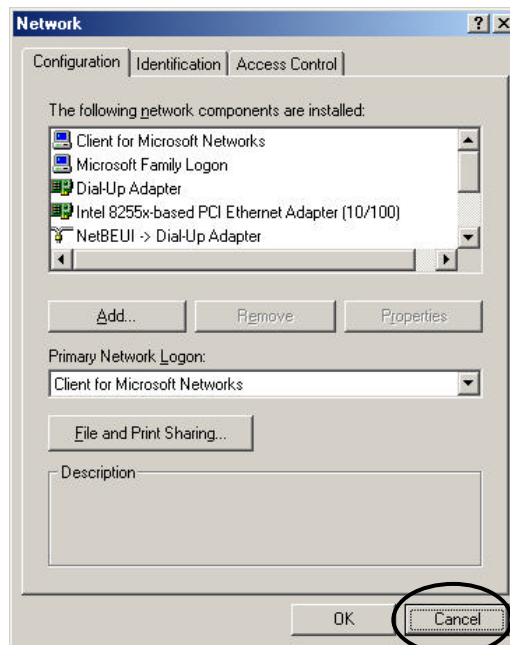 Network
Configuration Identification Access Control
The following network components are installed:
Client for Microsoft Networks
Microsoft Family Logon
Dial-Up Adapter
Intel 8255x-based PCI Ethernet Adapter (10/100)
NetBEUI -> Dial-Up Adapter
Add... Remove Properties
Primary Network Logon:
Client for Microsoft Networks
File and Print Sharing...
Description
OK Cancel